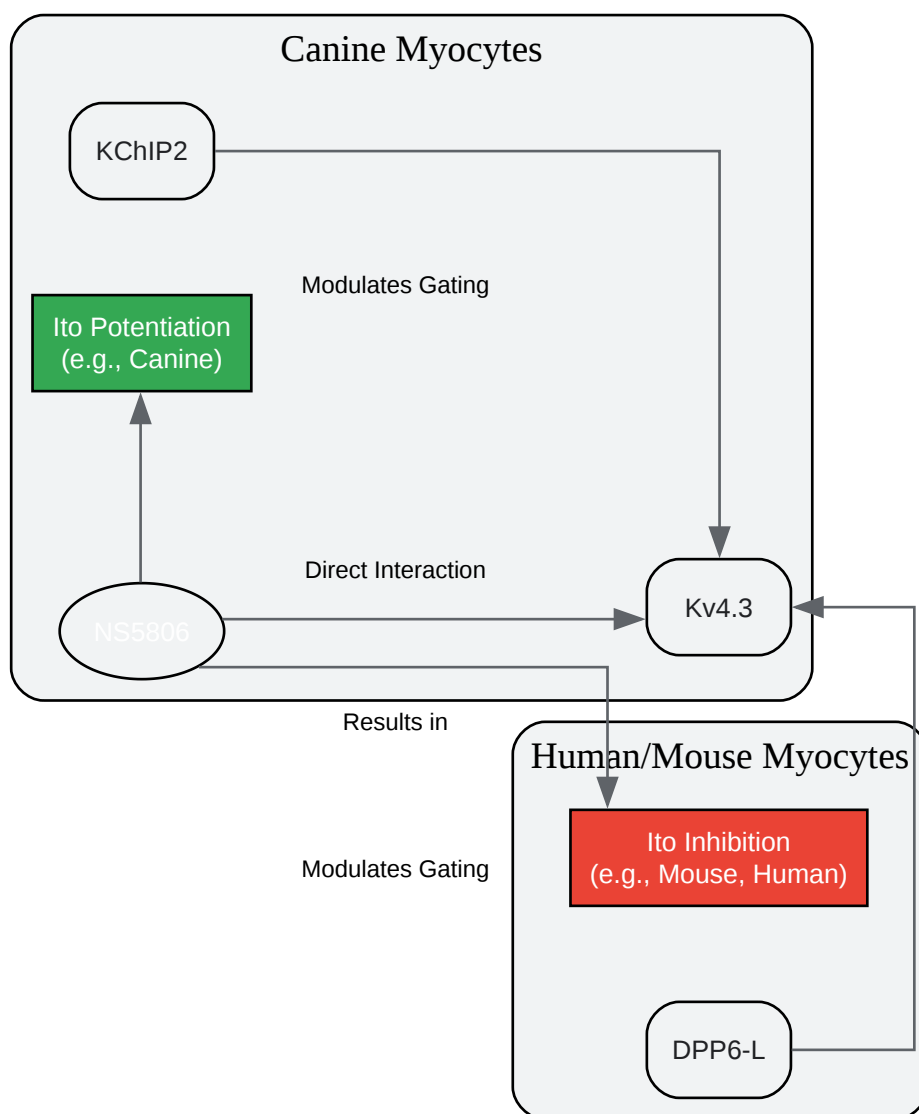 Canine Myocytes
KChIP2
Modulates Gating
Ito Potentiation
(e.g., Canine)
Direct Interaction
Kv4.3
NS5806
Results in
Human/Mouse Myocytes
Ito Inhibition
(e.g., Mouse, Human)
Modulates Gating
DPP6-L